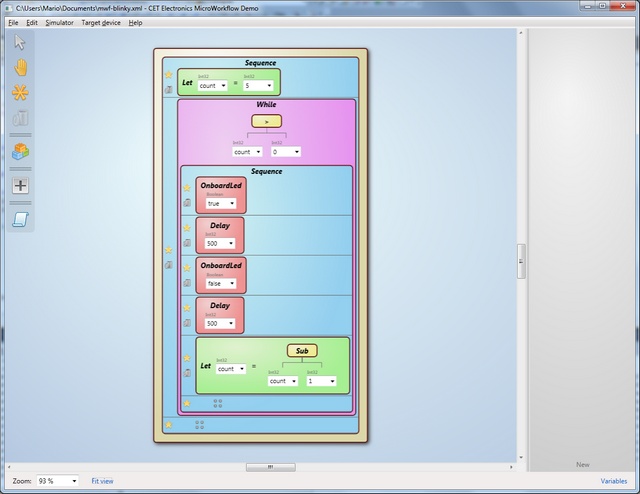 C:\Users\Mario\Documents\mwf-blinky.xml - CET Electronics MicroWorkflow Demo
File Edit Simulator Target device Help
Sequence
Int32 Int32
Let count = 5
While
>
Int32 Int32
count 0
Sequence
OnboardLed
Boolean
true
Delay
Int32
500
OnboardLed
Boolean
false
Delay
Int32
500
Sub
Int32
Let count =
Int32 Int32
count 1
New
Zoom: 93 % Fit view Variables